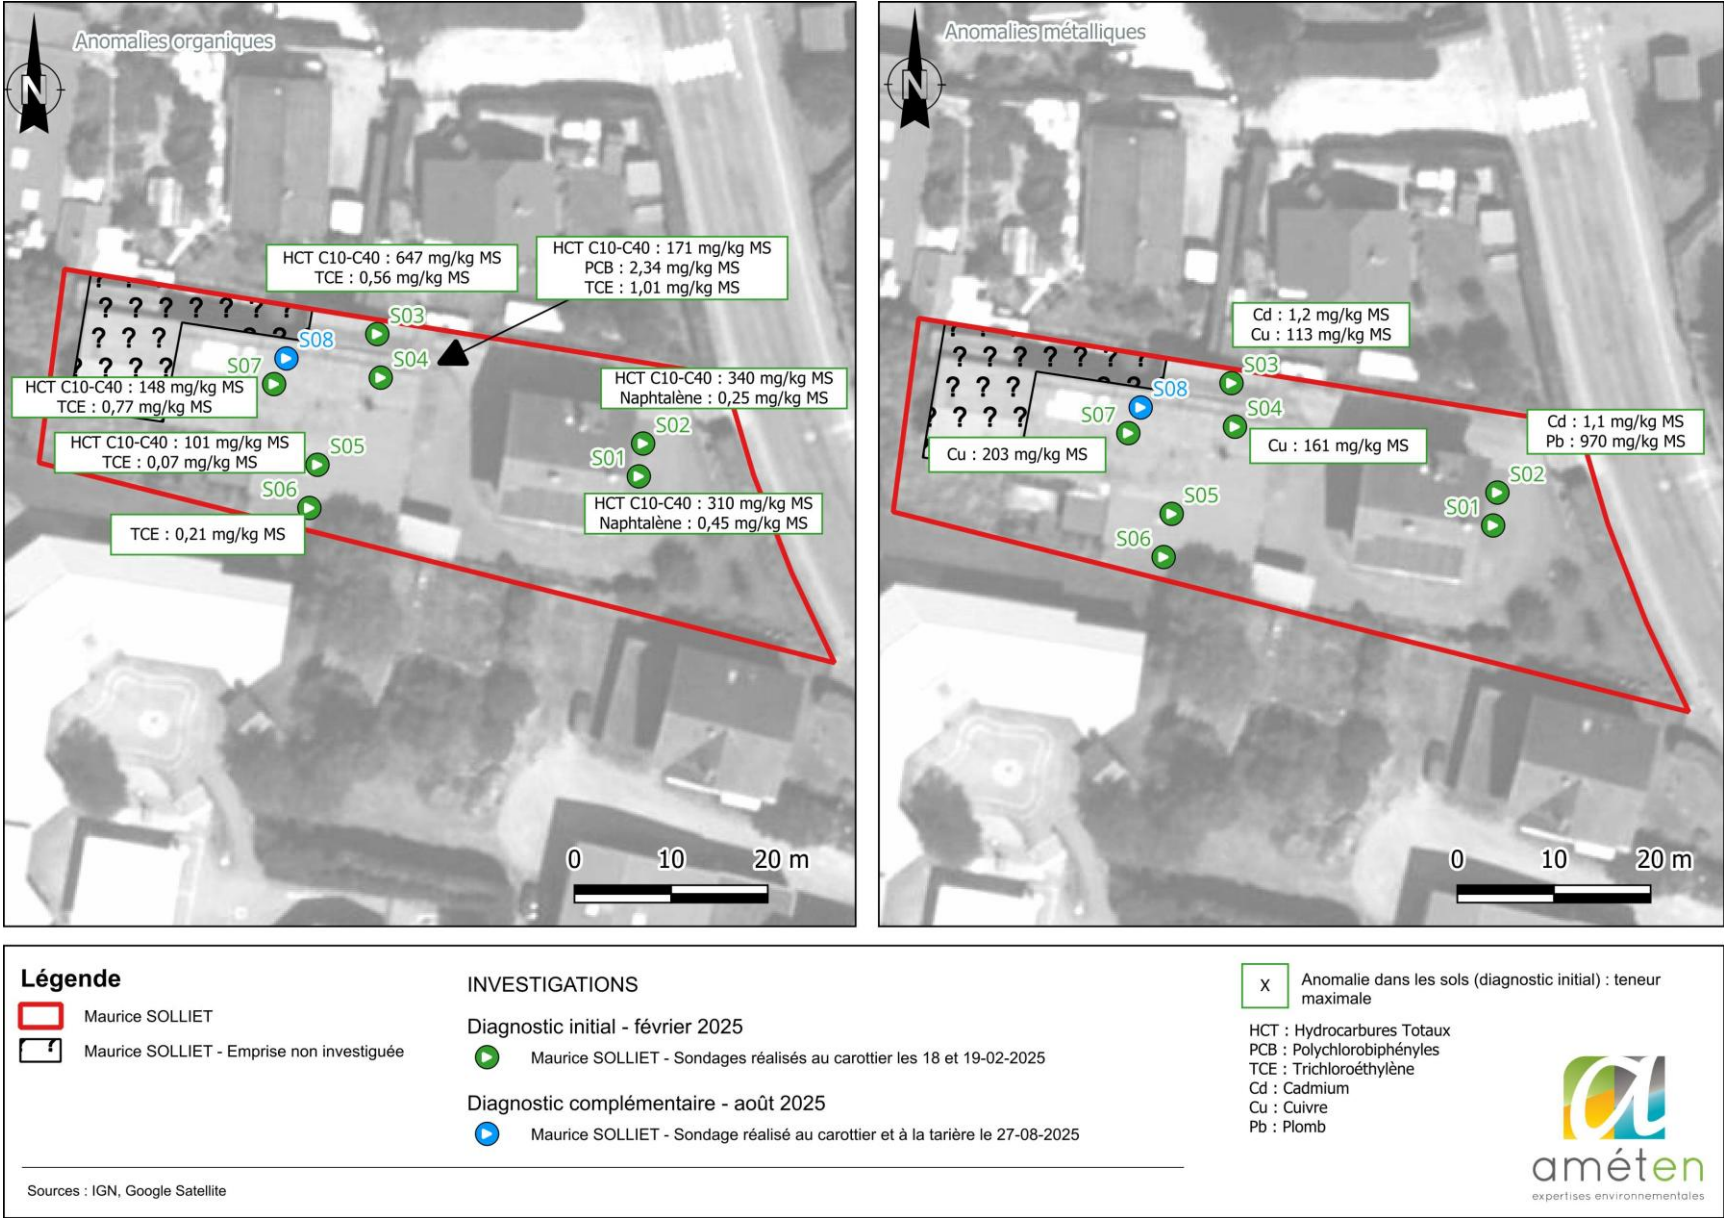 Anomalies organiques
N
HCT C10-C40 : 647 mg/kg MS
TCE : 0,56 mg/kg MS
HCT C10-C40 : 171 mg/kg MS
PCB : 2,34 mg/kg MS
TCE : 1,01 mg/kg MS
? ? ? ? ? ? ?
S03
? ?
S08
? ? ?
S04
S07
HCT C10-C40 : 148 mg/kg MS
TCE : 0,77 mg/kg MS
HCT C10-C40 : 340 mg/kg MS
Naphtalène : 0,25 mg/kg MS
HCT C10-C40 : 101 mg/kg MS
TCE : 0,07 mg/kg MS
S05
S02
S01
S06
HCT C10-C40 : 310 mg/kg MS
Naphtalène : 0,45 mg/kg MS
TCE : 0,21 mg/kg MS
0 10 20 m
Anomalies métalliques
N
Cd : 1,2 mg/kg MS
Cu : 113 mg/kg MS
? ? ? ? ? ? ?
S03
? ? ?
S08
S04
S07
? ? ?
Cu : 203 mg/kg MS
Cu : 161 mg/kg MS
Cd : 1,1 mg/kg MS
Pb : 970 mg/kg MS
S02
S05
S01
S06
0 10 20 m
Légende
Maurice SOLLIET
Maurice SOLLIET - Emprise non investiguée
INVESTIGATIONS
Diagnostic initial - février 2025
Maurice SOLLIET - Sondages réalisés au carottier les 18 et 19-02-2025
Diagnostic complémentaire - août 2025
Maurice SOLLIET - Sondage réalisé au carottier et à la tarière le 27-08-2025
X
Anomalie dans les sols (diagnostic initial) : teneur
maximale
HCT : Hydrocarbures Totaux
PCB : Polychlorobiphényles
TCE : Trichloroéthylène
Cd : Cadmium
Cu : Cuivre
Pb : Plomb
a
améten
expertises environnementales
Sources : IGN, Google Satellite